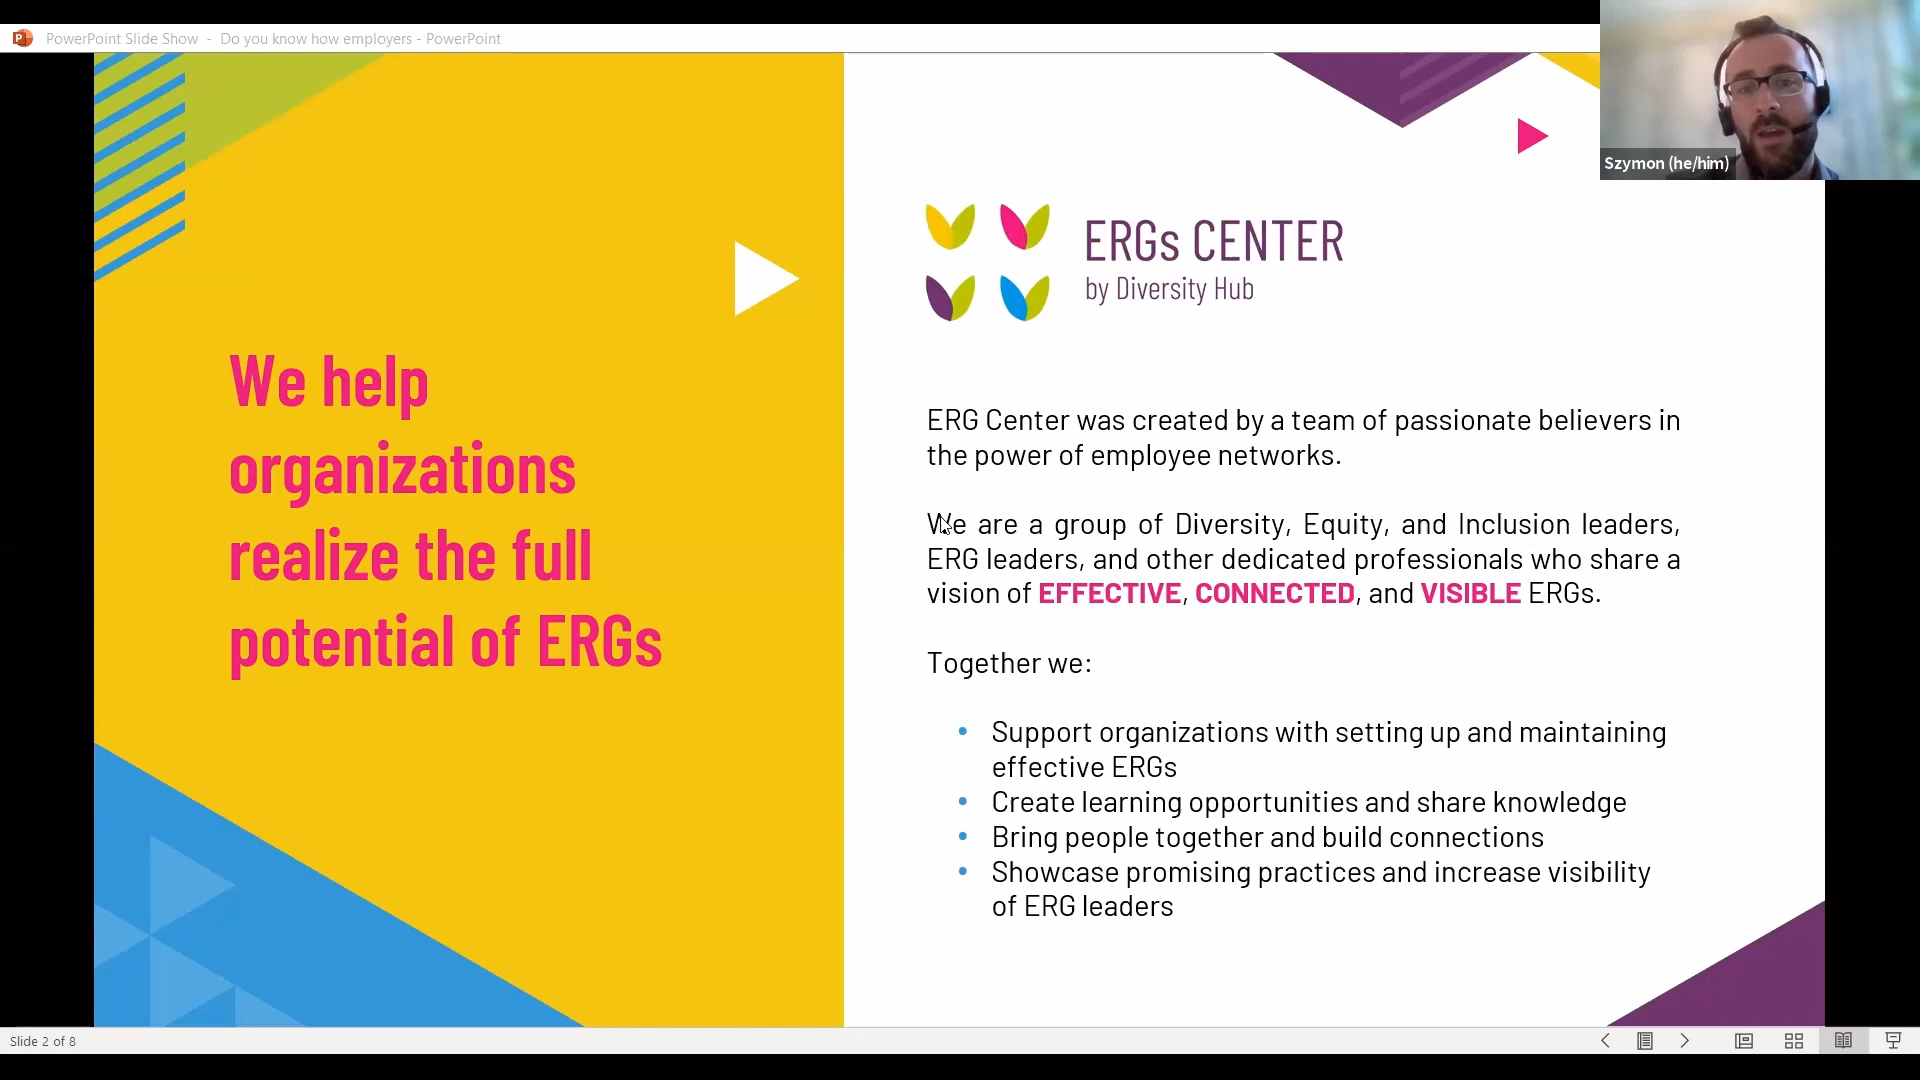 PowerPoint Slide Show - Do you know how employers - PowerPoint
Szymon (he/him)
We help
organizations
realize the full
potential of ERGs
ERGs CENTER
by Diversity Hub
ERG Center was created by a team of passionate believers in
the power of employee networks.
We are a group of Diversity, Equity, and Inclusion leaders,
ERG leaders, and other dedicated professionals who share a
vision of EFFECTIVE, CONNECTED, and VISIBLE ERGs.
Together we:
• Support organizations with setting up and maintaining
effective ERGs
• Create learning opportunities and share knowledge
• Bring people together and build connections
• Showcase promising practices and increase visibility
of ERG leaders
Slide 2 of 8